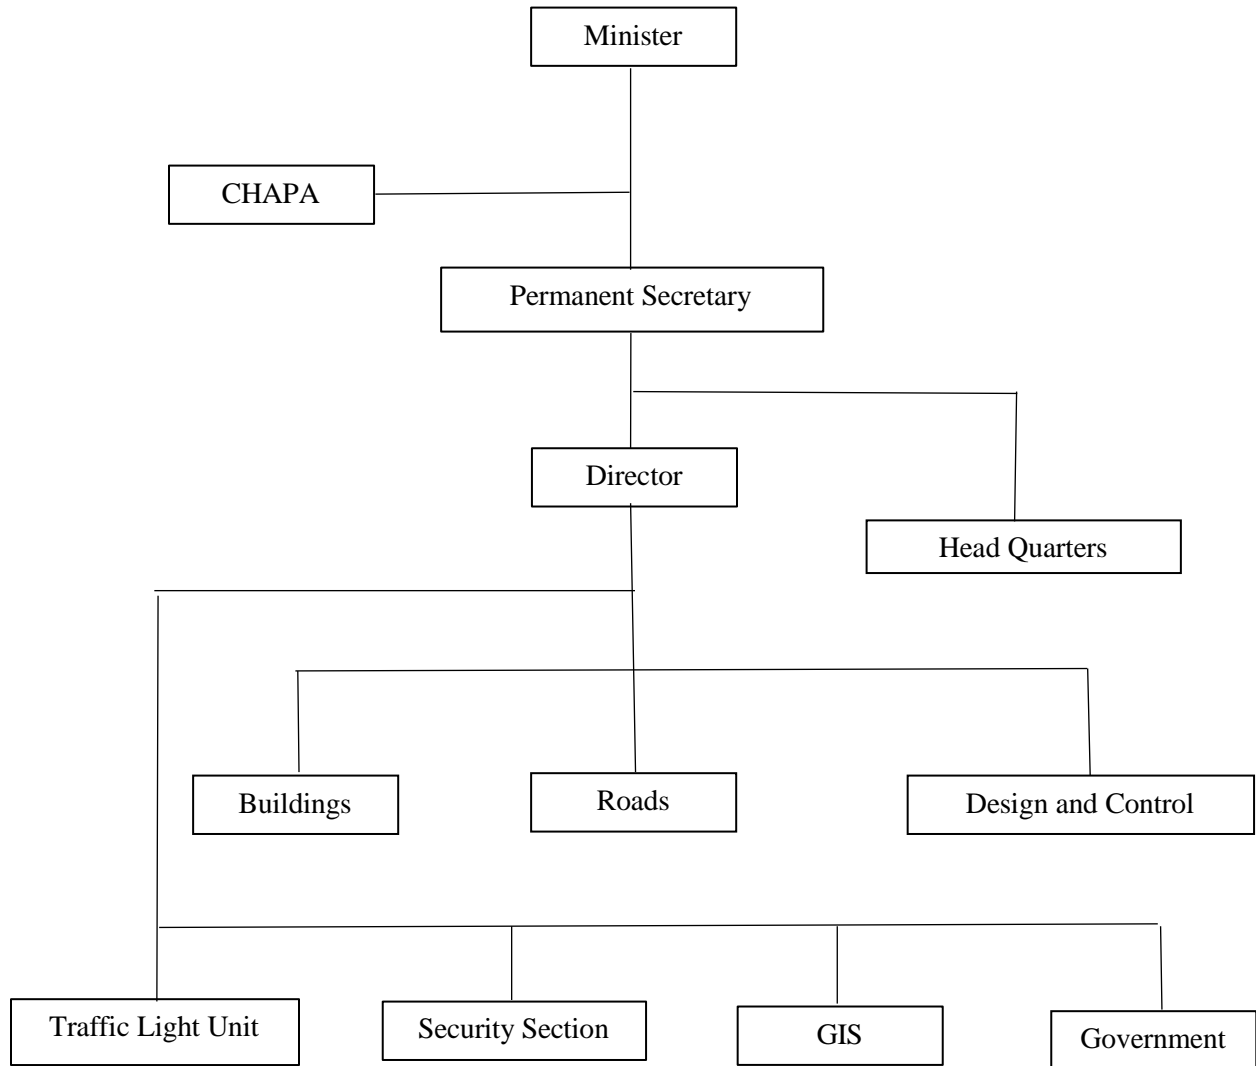 Minister
CHAPA
Permanent Secretary
Director
Head Quarters
Buildings
Roads
Design and Control
Traffic Light Unit
Security Section
GIS
Government